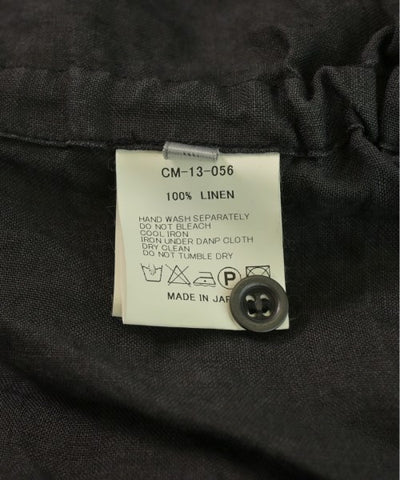 CM-13-056
100% LINEN
HAND WASH SEPARATELY
DO NOT BLEACH
COOL IRON
IRON UNDER DANP CLOTH
DRY CLEAN
DO NOT TUMBLE DRY
P
MADE IN